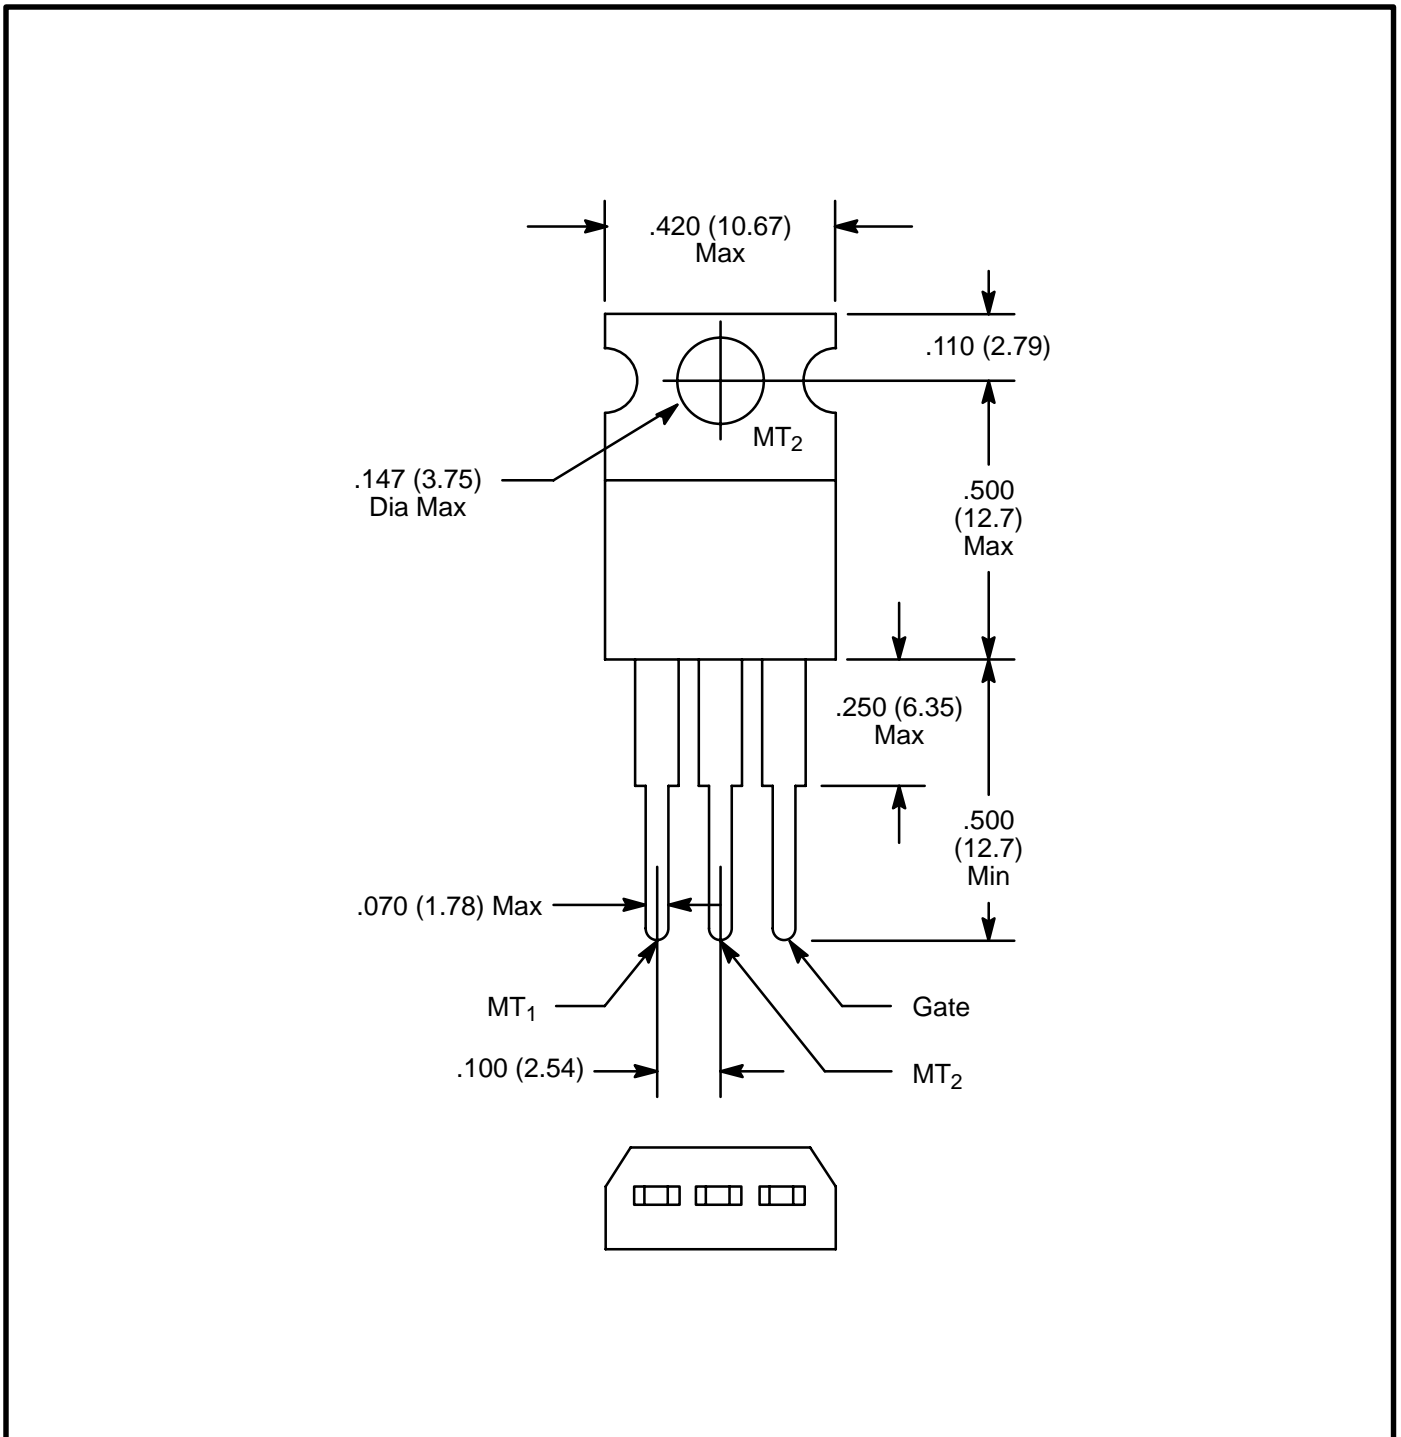 .420 (10.67)
Max
.110 (2.79)
MT2
.147 (3.75)
Dia Max
.500
(12.7)
Max
.250 (6.35)
Max
.500
(12.7)
Min
.070 (1.78) Max
MT1
Gate
.100 (2.54)
MT2